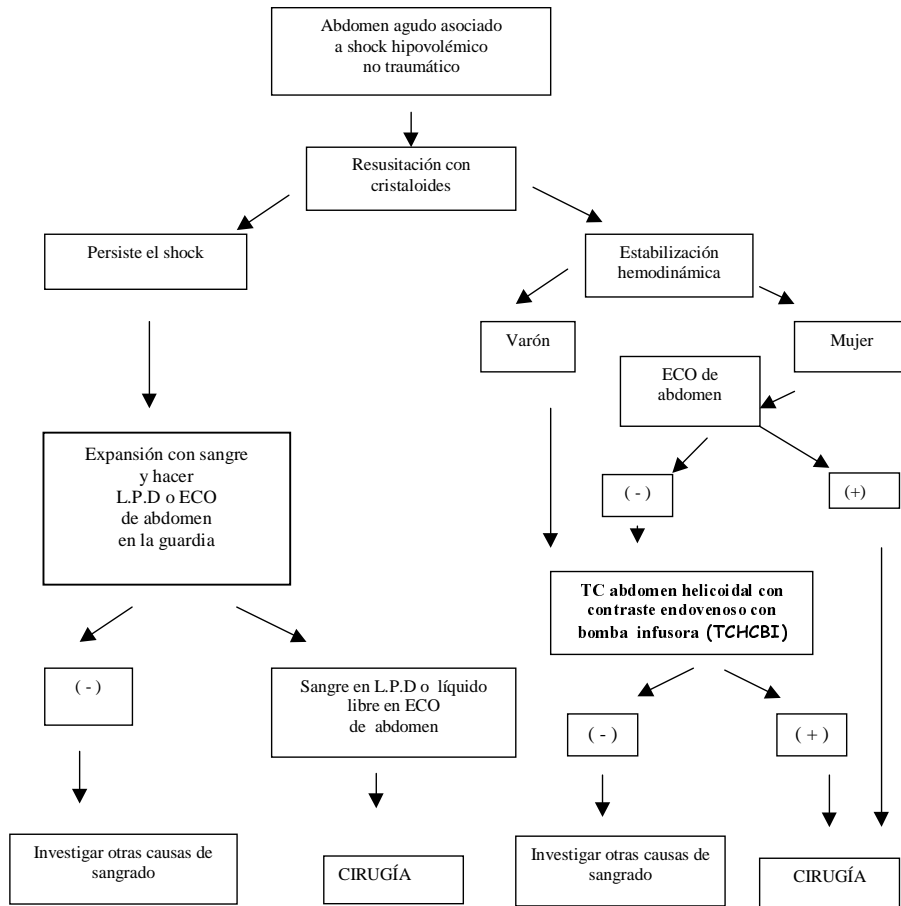 Abdomen agudo asociado
a shock hipovolémico
no traumático
Resusitación con
cristaloides
Persiste el shock
Estabilización
hemodinámica
Varón
Mujer
ECO de
abdomen
Expansión con sangre
y hacer
L.P.D o ECO
de abdomen
en la guardia
( - )
(+)
TC abdomen helicoidal con
contraste endovenoso con
bomba infusora (TCHCBI)
( - )
Sangre en L.P.D o líquido
libre en ECO
de abdomen
( - )
( + )
Investigar otras causas de
sangrado
CIRUGÍA
Investigar otras causas de
sangrado
CIRUGÍA